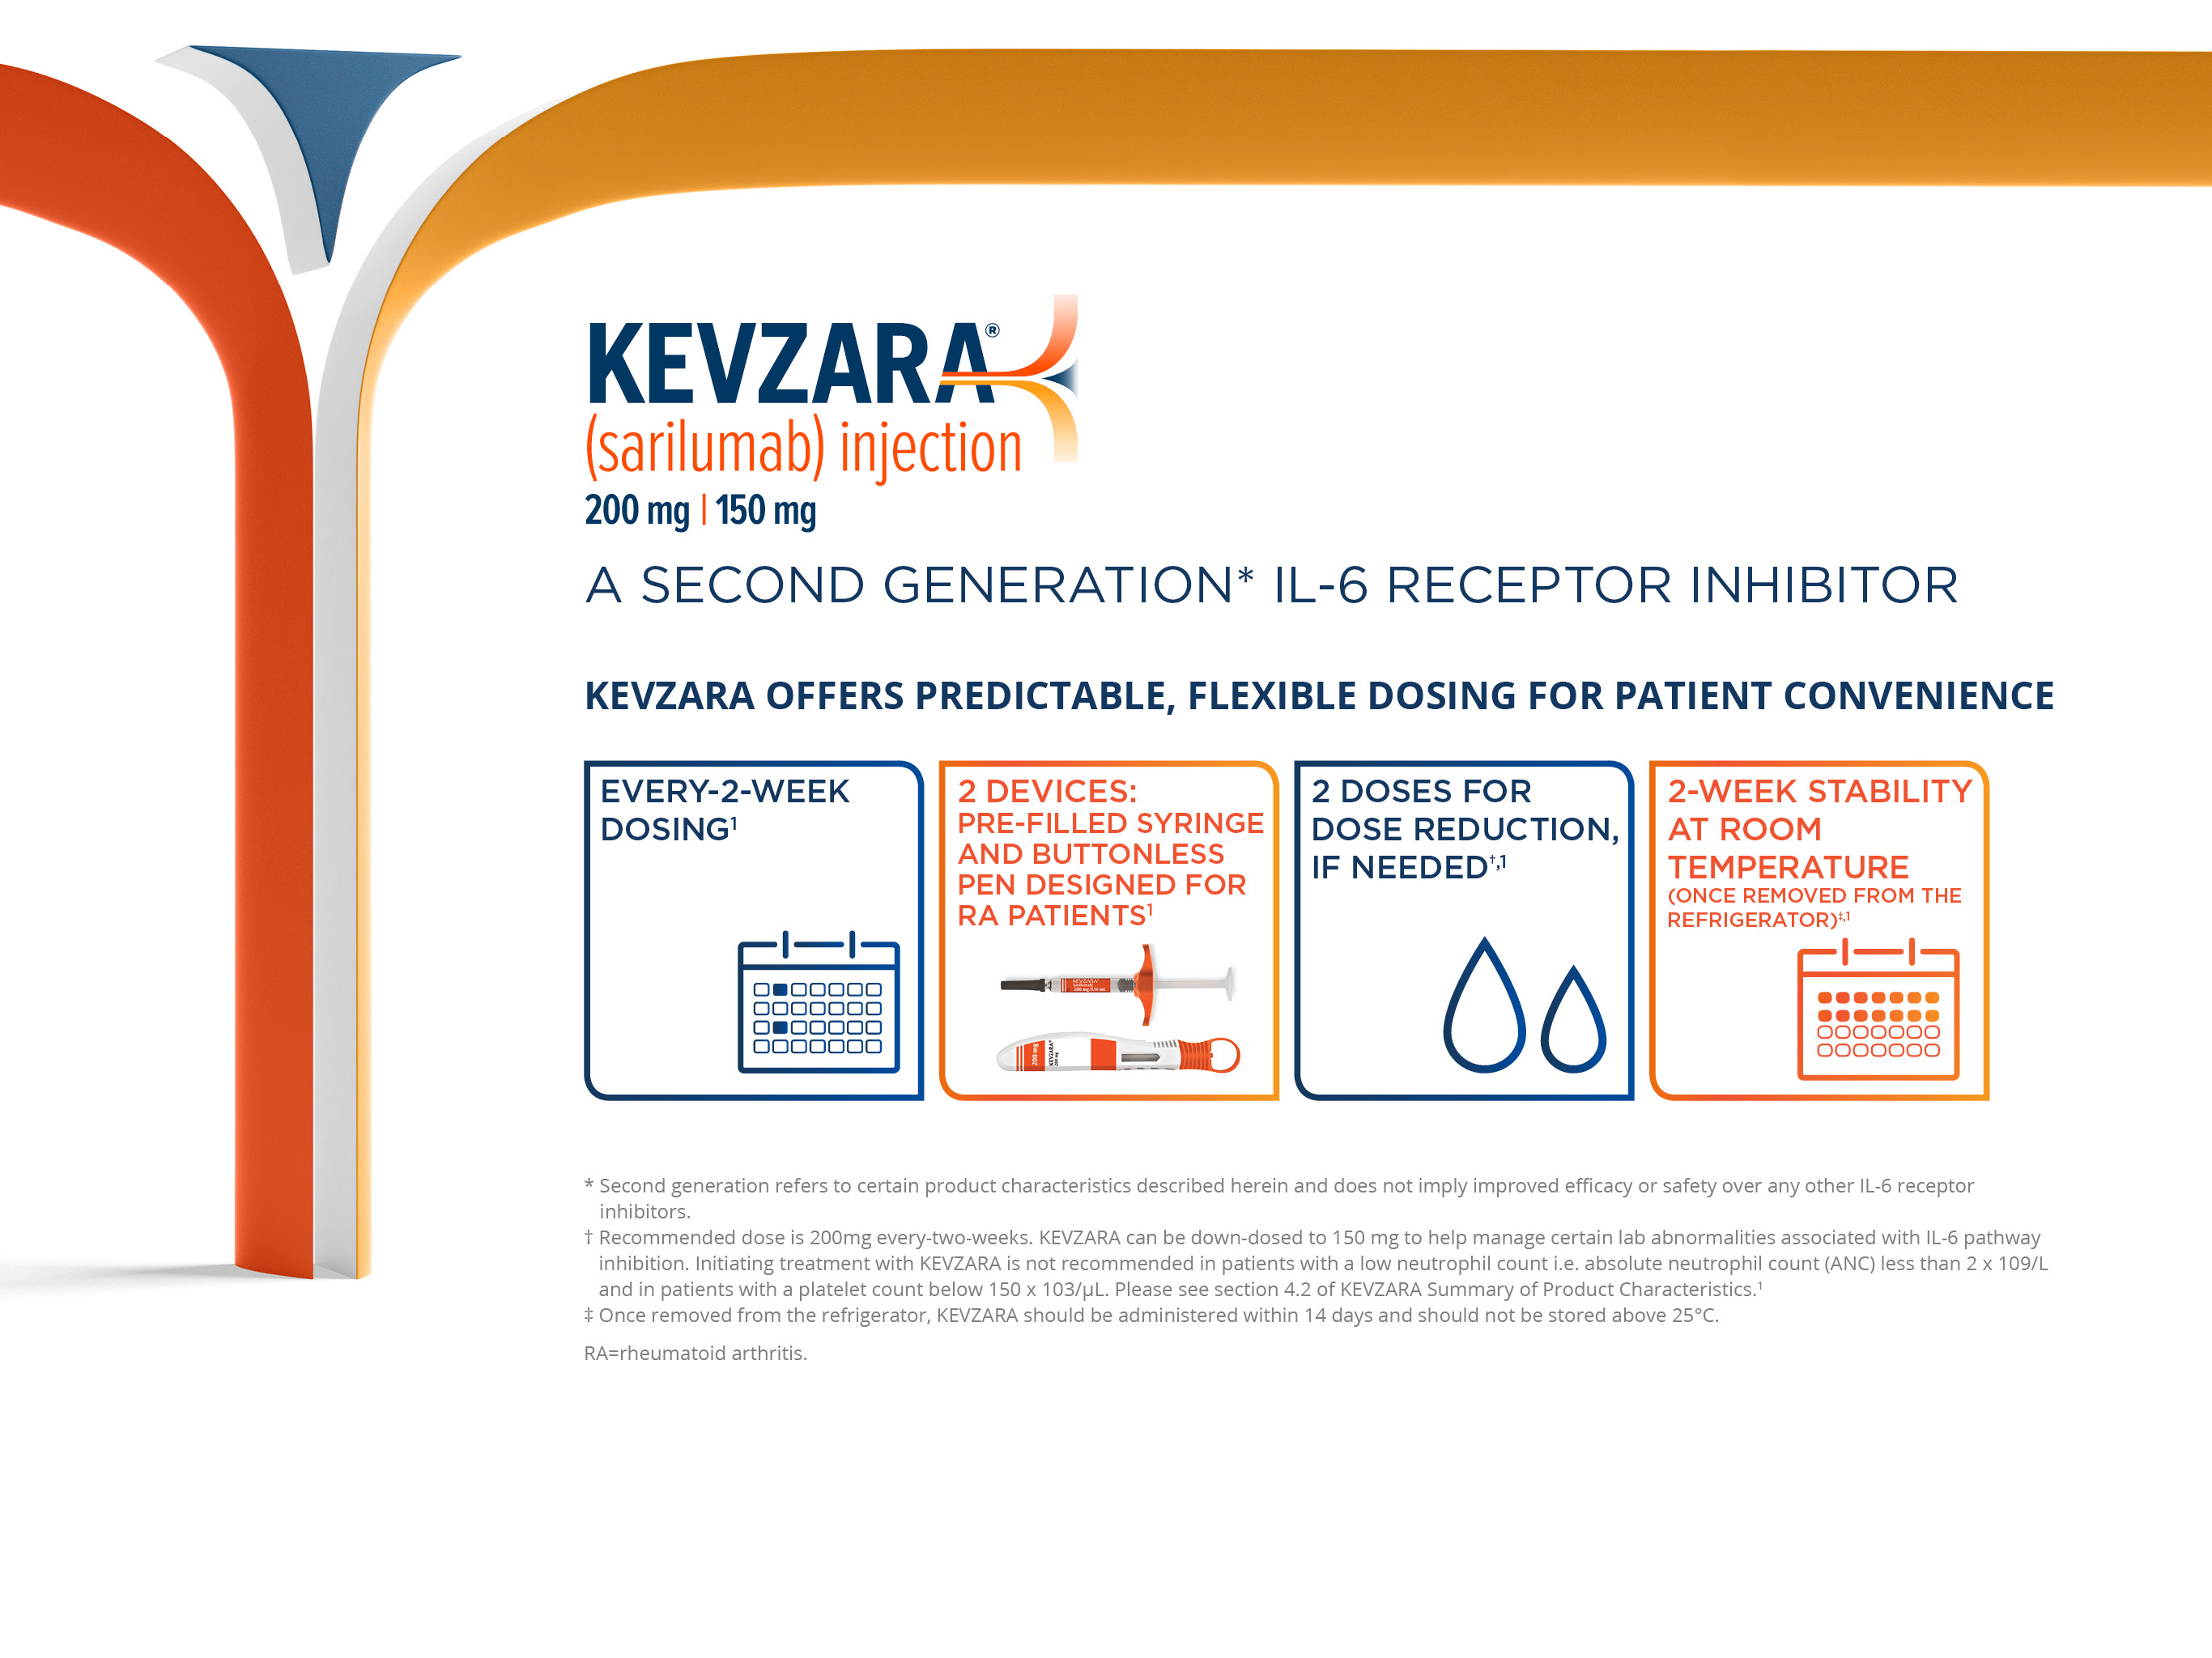 KEVZARA®
(sarilumab) injection
200 mg | 150 mg
A SECOND GENERATION* IL-6 RECEPTOR INHIBITOR
KEVZARA OFFERS PREDICTABLE, FLEXIBLE DOSING FOR PATIENT CONVENIENCE
EVERY-2-WEEK
DOSING¹
2 DEVICES:
PRE-FILLED SYRINGE
AND BUTTONLESS
PEN DESIGNED FOR
RA PATIENTS¹
KEVZARA®
200 mg
KEVZARA®
2 DOSES FOR
DOSE REDUCTION,
IF NEEDED†,1
2-WEEK STABILITY
AT ROOM
TEMPERATURE
(ONCE REMOVED FROM THE
REFRIGERATOR)‡,1
* Second generation refers to certain product characteristics described herein and does not imply improved efficacy or safety over any other IL-6 receptor
inhibitors.
† Recommended dose is 200mg every-two-weeks. KEVZARA can be down-dosed to 150 mg to help manage certain lab abnormalities associated with IL-6 pathway
inhibition. Initiating treatment with KEVZARA is not recommended in patients with a low neutrophil count i.e. absolute neutrophil count (ANC) less than 2 x 109/L
and in patients with a platelet count below 150 x 103/µL. Please see section 4.2 of KEVZARA Summary of Product Characteristics.¹
‡ Once removed from the refrigerator, KEVZARA should be administered within 14 days and should not be stored above 25°C.
RA=rheumatoid arthritis.